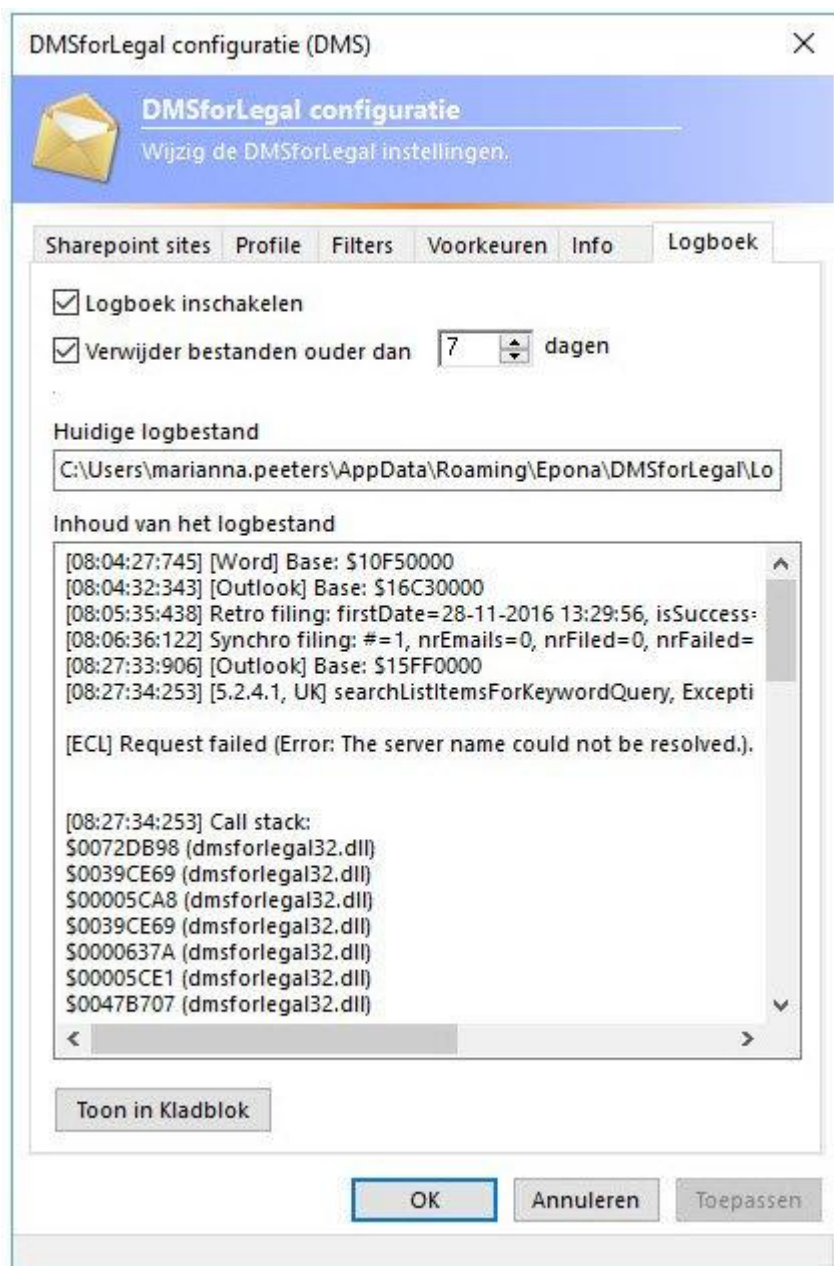 DMSforLegal configuratie (DMS)
DMSforLegal configuratie
Wijzig de DMSforLegal instellingen.
Sharepoint sites Profile Filters Voorkeuren Info Logboek
Logboek inschakelen
Verwijder bestanden ouder dan 7 dagen
Huidige logbestand
C:\Users\marianna.peeters\AppData\Roaming\Epona\DMSforLegal\Lo
Inhoud van het logbestand
[08:04:27:745] [Word] Base: $10F50000
[08:04:32:343] [Outlook] Base: $16C30000
[08:05:35:438] Retro filing: firstDate=28-11-2016 13:29:56, isSuccess=
[08:06:36:122] Synchro filing: #=1, nrEmails=0, nrFiled=0, nrFailed=
[08:27:33:906] [Outlook] Base: $15FF0000
[08:27:34:253] [5.2.4.1, UK] searchListItemsForKeywordQuery, Excepti
[ECL] Request failed (Error: The server name could not be resolved.).
[08:27:34:253] Call stack:
$0072DB98 (dmsforlegal32.dll)
$0039CE69 (dmsforlegal32.dll)
$00005CA8 (dmsforlegal32.dll)
$0039CE69 (dmsforlegal32.dll)
$0000637A (dmsforlegal32.dll)
$00005CE1 (dmsforlegal32.dll)
$0047B707 (dmsforlegal32.dll)
Toon in Kladblok
OK Annuleren Toepassen